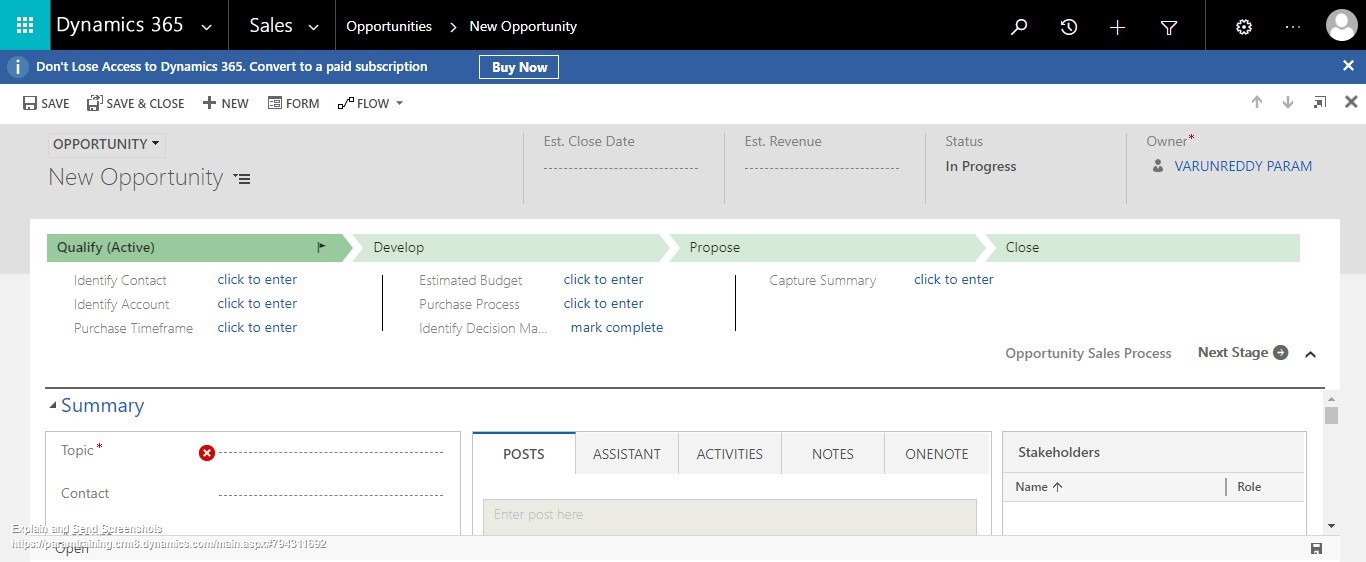 Dynamics 365 Sales Opportunities > New Opportunity ...
Don't Lose Access to Dynamics 365. Convert to a paid subscription Buy Now
SAVE SAVE & CLOSE + NEW FORM FLOW
OPPORTUNITY
New Opportunity
Est. Close Date Est. Revenue Status Owner*
In Progress VARUNREDDY PARAM
Qualify (Active) Develop Propose Close
Identify Contact click to enter Estimated Budget click to enter Capture Summary click to enter
Identify Account click to enter Purchase Process click to enter
Purchase Timeframe click to enter Identify Decision Ma... mark complete
Opportunity Sales Process Next Stage
Summary
Topic* POSTS ASSISTANT ACTIVITIES NOTES ONENOTE Stakeholders
Contact Name ↑ Role
Enter post here
Explain and Send Screenshots
https://paramtraining.crm8.dynamics.com/main.aspx#794311692
Open